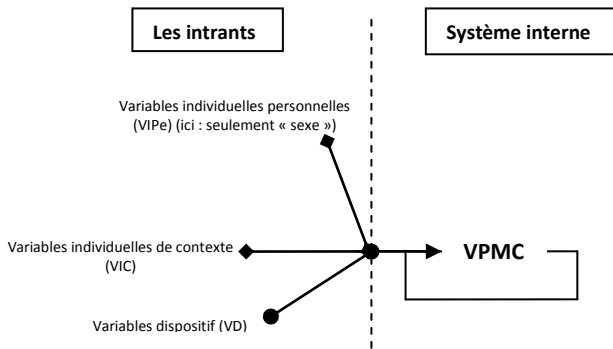 Les intrants
Système interne
Variables individuelles personnelles
(VIPe) (ici : seulement « sexe »)
Variables individuelles de contexte
(VIC)
VPMC
Variables dispositif (VD)